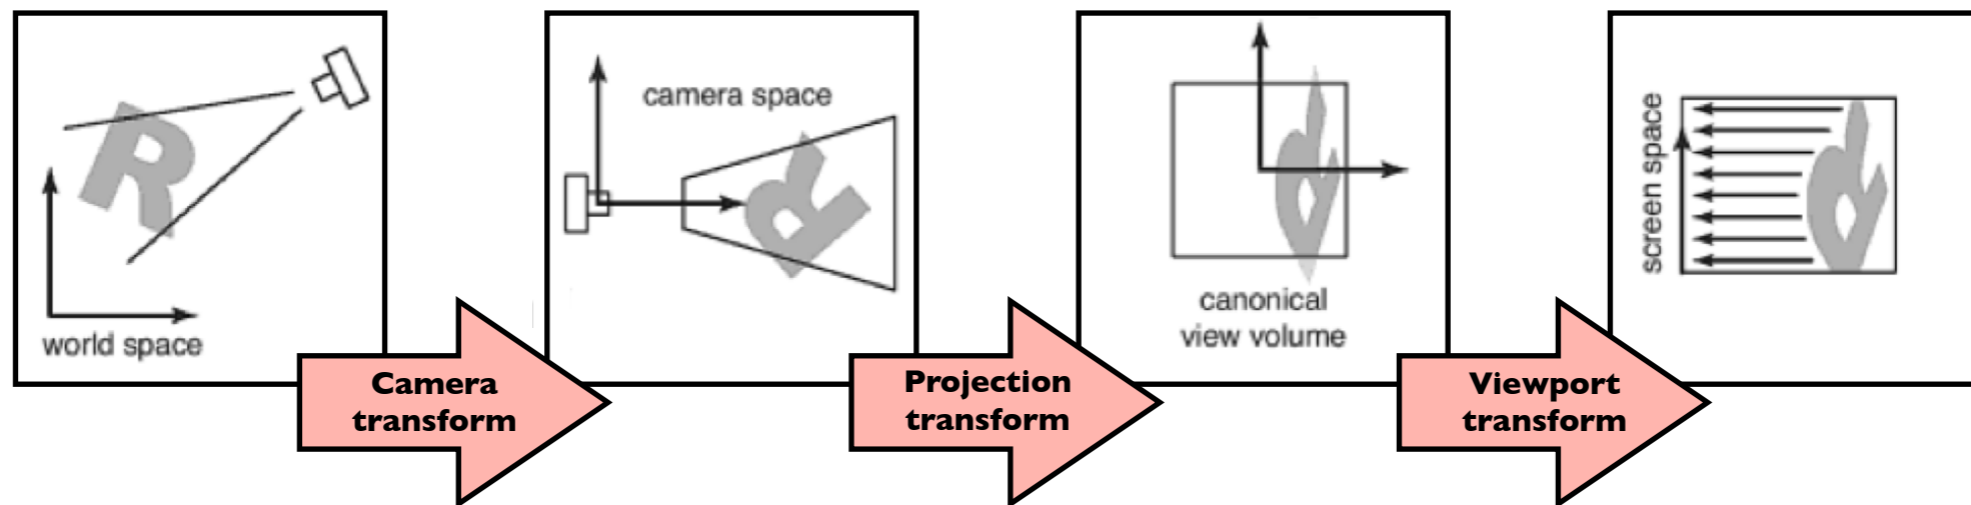 world space
Camera
transform
camera space
Projection
transform
canonical
view volume
Viewport
transform
screen space